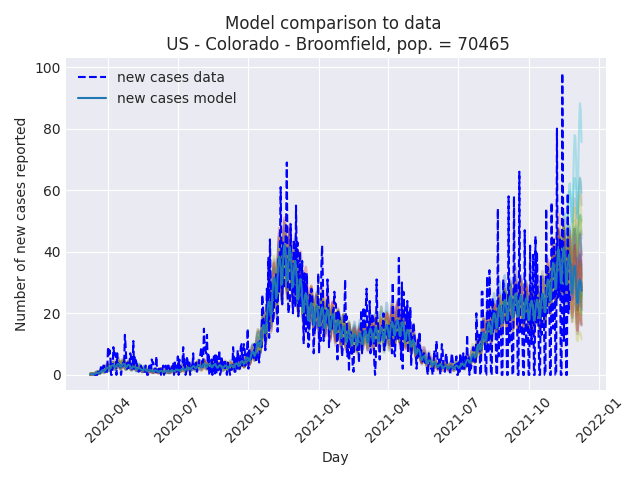 Model comparison to data
US - Colorado - Broomfield, pop. = 70465
new cases data
new cases model
Number of new cases reported
100
80
60
40
20
0
2020-04
2020-07
2020-10
2021-01
2021-04
2021-07
2021-10
2022-01
Day